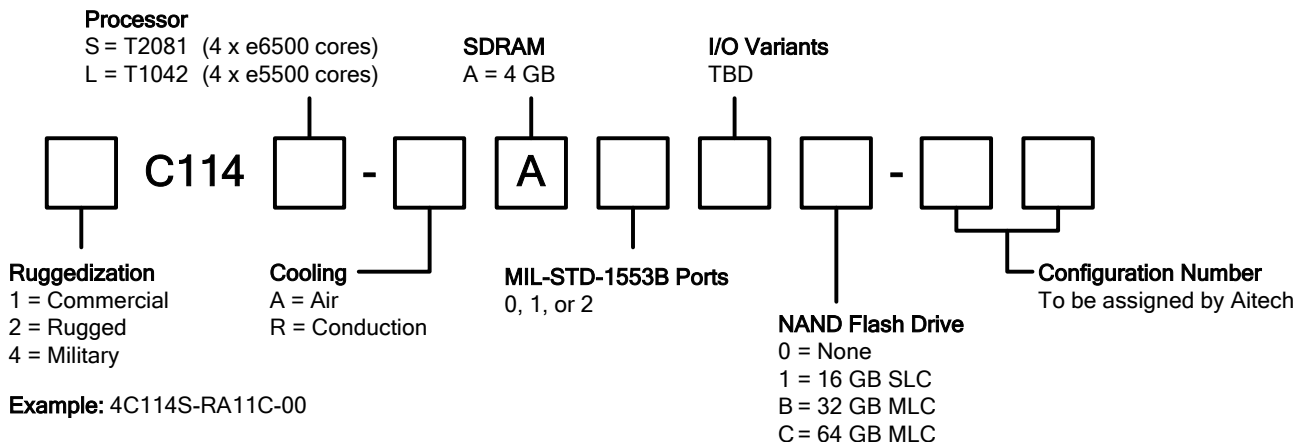 Processor
S = T2081 (4 x e6500 cores)
L = T1042 (4 x e5500 cores)
SDRAM
A = 4 GB
I/O Variants
TBD
C114 - A -
Ruggedization
1 = Commercial
2 = Rugged
4 = Military
Cooling
A = Air
R = Conduction
MIL-STD-1553B Ports
0, 1, or 2
NAND Flash Drive
0 = None
1 = 16 GB SLC
B = 32 GB MLC
C = 64 GB MLC
Configuration Number
To be assigned by Aitech
Example: 4C114S-RA11C-00